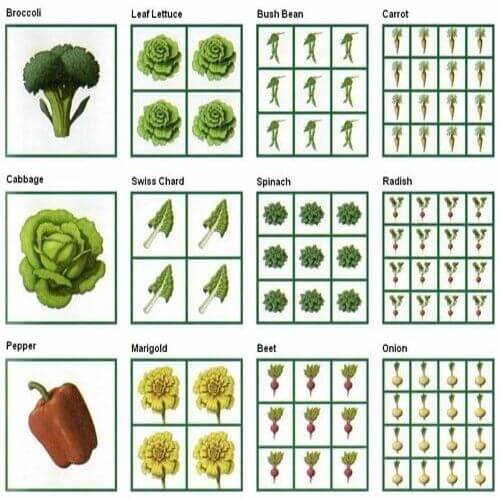 Broccoli
Leaf Lettuce
Bush Bean
Carrot
Cabbage
Swiss Chard
Spinach
Radish
Pepper
Marigold
Beet
Onion